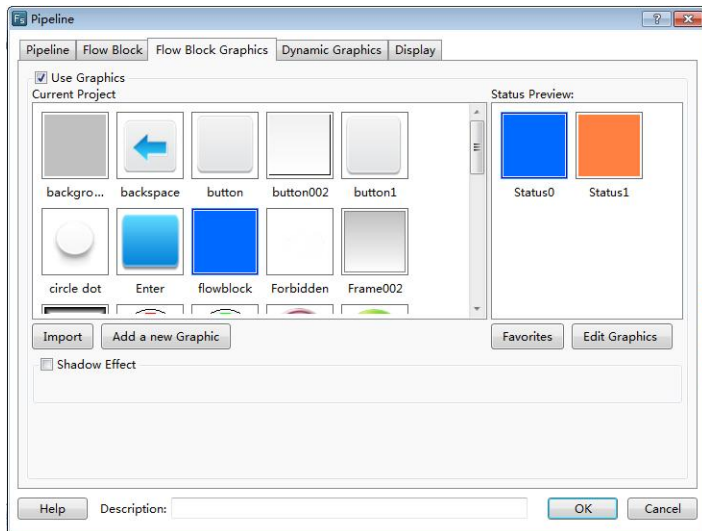 Fs Pipeline
Pipeline Flow Block Flow Block Graphics Dynamic Graphics Display
Use Graphics
Current Project Status Preview:
backgro... backspace button button002 button1
Status0 Status1
circle dot Enter flowblock Forbidden Frame002
Import Add a new Graphic Favorites Edit Graphics
Shadow Effect
Help Description: OK Cancel